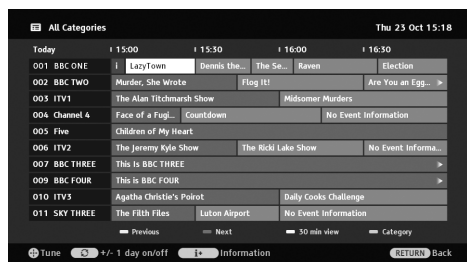 All Categories Thu 23 Oct 15:18
Today 15:00 15:30 16:00 16:30
001 BBC ONE i LazyTown Dennis the... The Se... Raven Election
002 BBC TWO Murder, She Wrote Flog It! Are You an Egg...
003 ITV1 The Alan Titchmarsh Show Midsomer Murders
004 Channel 4 Face of a Fugi... Countdown No Event Information
005 Five Children of My Heart
006 ITV2 The Jeremy Kyle Show The Ricki Lake Show No Event Informa...
007 BBC THREE This Is BBC THREE
009 BBC FOUR This is BBC FOUR
010 ITV3 Agatha Christie's Poirot Daily Cooks Challenge
011 SKY THREE The Filth Files Luton Airport No Event Information
Previous Next 30 min view Category
Tune +/- 1 day on/off i+ Information RETURN Back